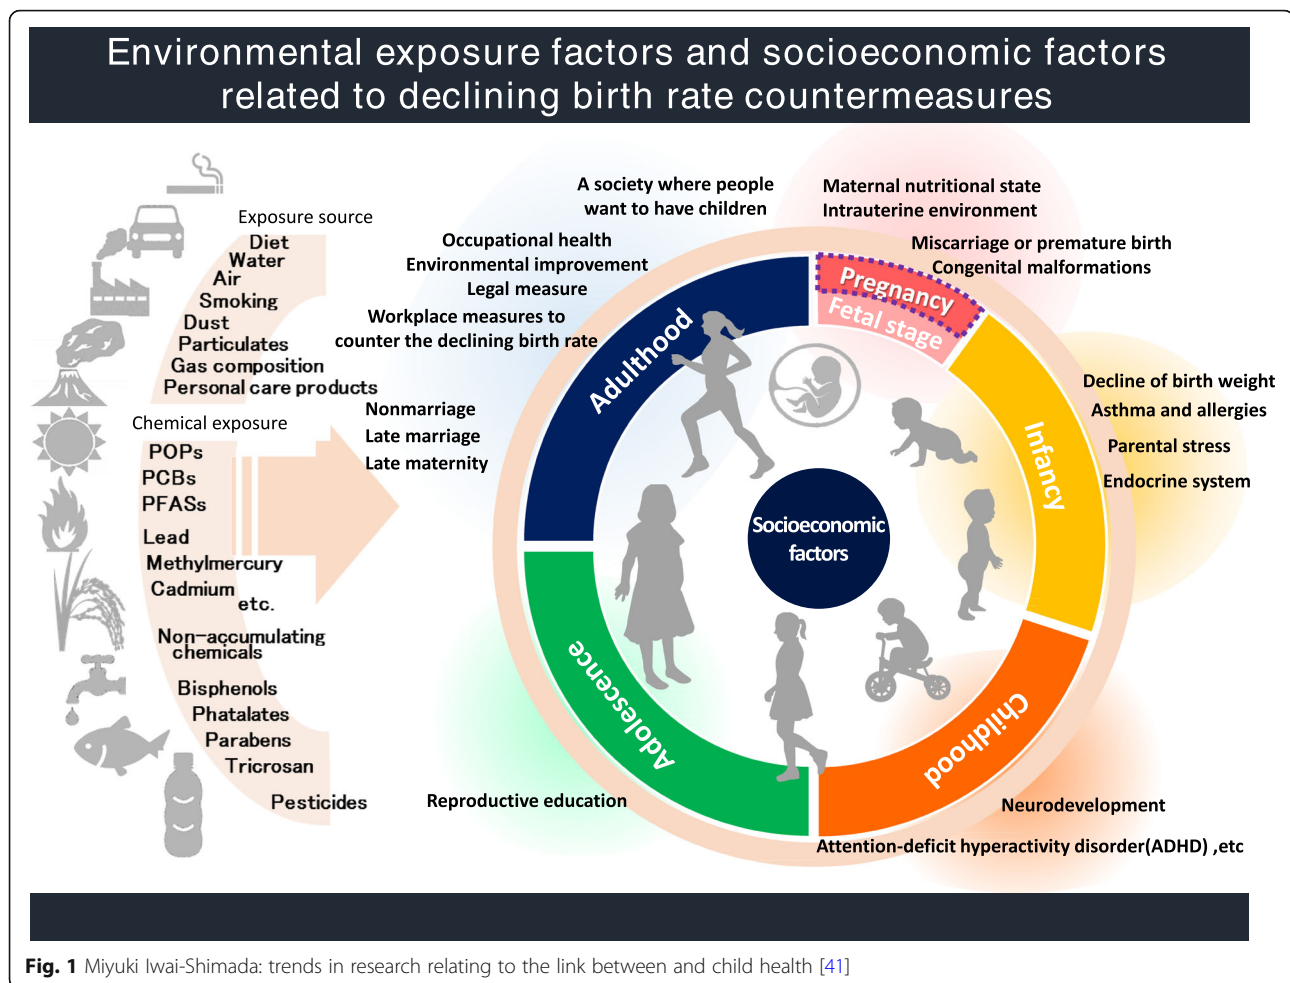 Environmental exposure factors and socioeconomic factors
related to declining birth rate countermeasures
Exposure source
Diet
Water
Air
Smoking
Dust
Particulates
Gas composition
Personal care products
Chemical exposure
POPs
PCBs
PFASs
Lead
Methylmercury
Cadmium
etc.
Non-accumulating
chemicals
Bisphenols
Phatalates
Parabens
Tricrosan
Pesticides
A society where people
want to have children
Occupational health
Environmental improvement
Legal measure
Workplace measures to
counter the declining birth rate
Nonmarriage
Late marriage
Late maternity
Maternal nutritional state
Intrauterine environment
Miscarriage or premature birth
Congenital malformations
Pregnancy
Fetal stage
Decline of birth weight
Asthma and allergies
Parental stress
Endocrine system
Infancy
Childhood
Neurodevelopment
Attention-deficit hyperactivity disorder(ADHD) ,etc
Adolescence
Reproductive education
Adulthood
Socioeconomic
factors
Fig. 1 Miyuki Iwai-Shimada: trends in research relating to the link between and child health [41]